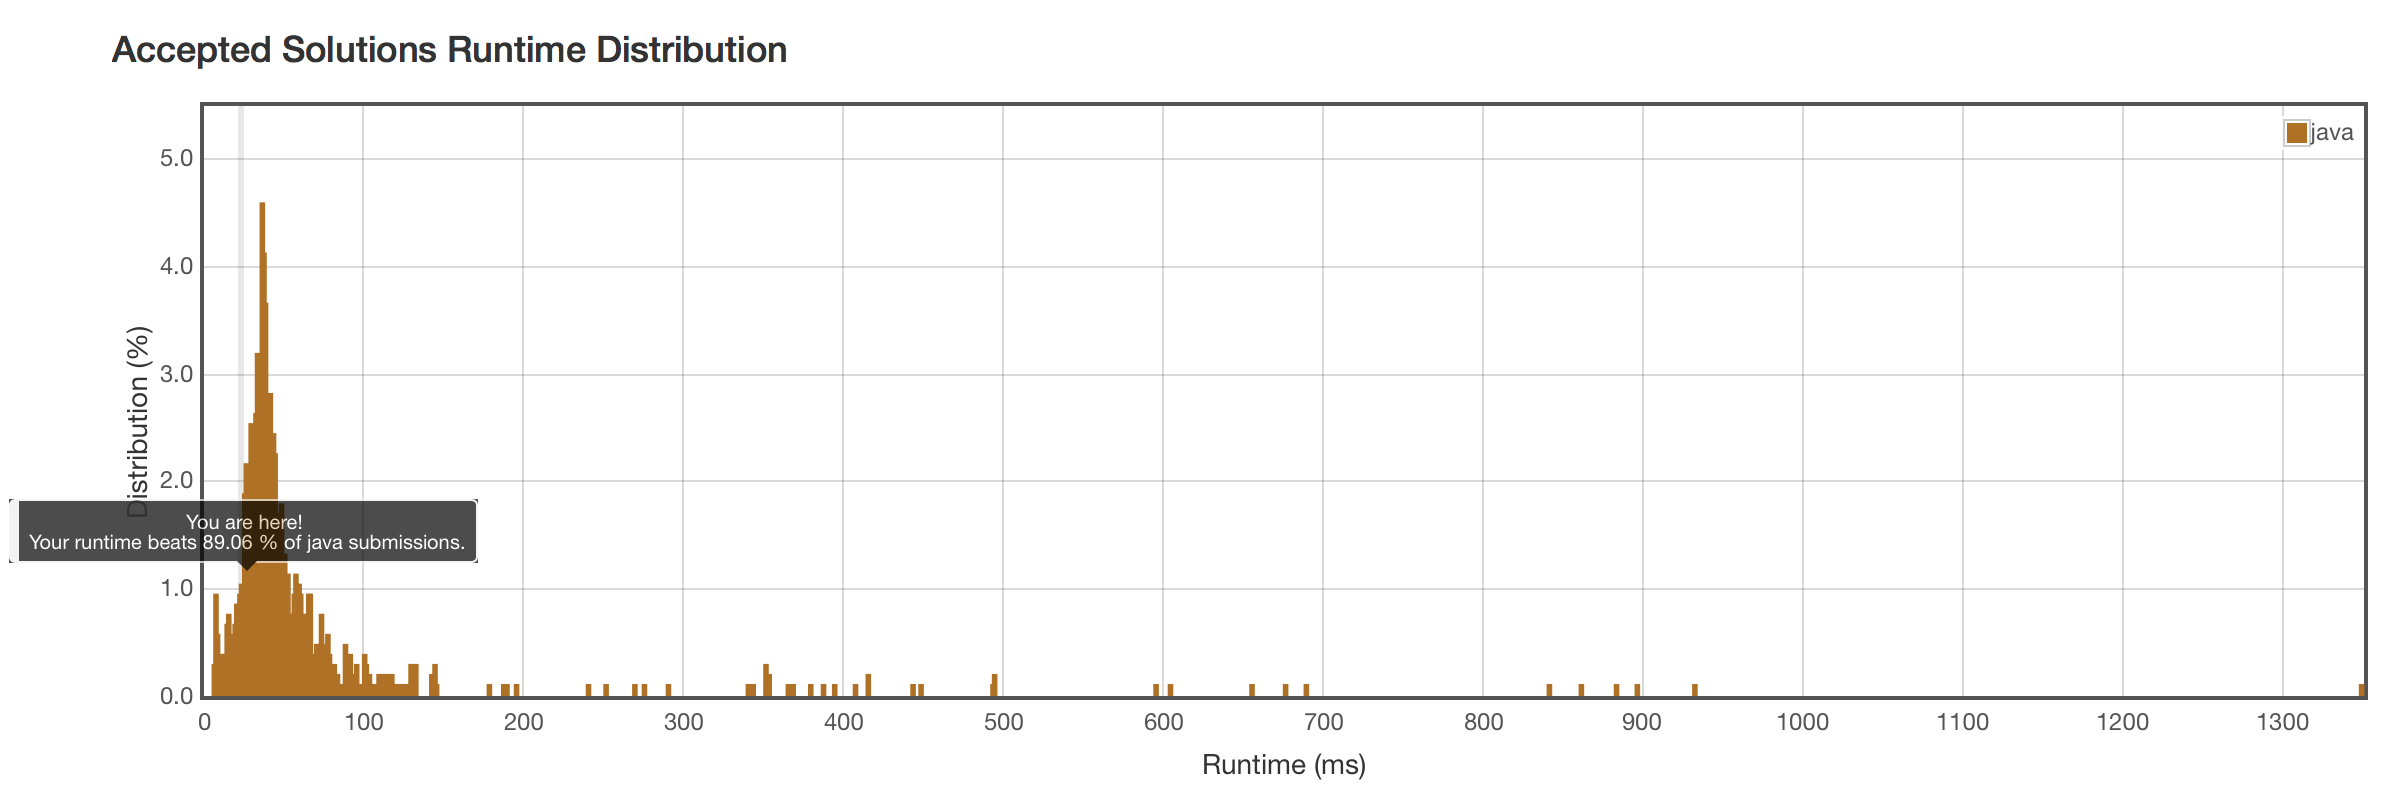 Accepted Solutions Runtime Distribution
java
5.0
4.0
3.0
2.0
1.0
0.0
Distribution (%)
You are here!
Your runtime beats 89.06 % of java submissions.
0 100 200 300 400 500 600 700 800 900 1000 1100 1200 1300
Runtime (ms)